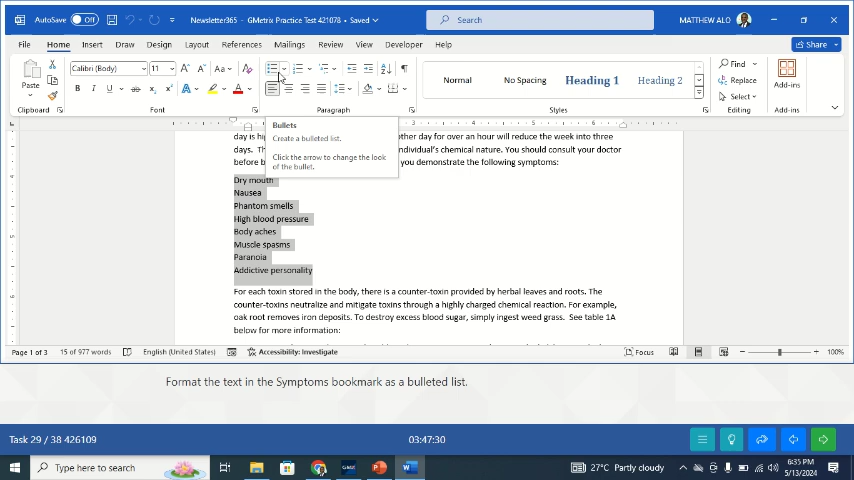 AutoSave Off Newsletter365 - GMetrix Practice Test 421078 • Saved Search MATTHEW ALO
File Home Insert Draw Design Layout References Mailings Review View Developer Help Share
Paste Calibri (Body) 11 Aa Normal No Spacing Heading 1 Heading 2 Find Replace Select Add-ins
Clipboard Font Paragraph Styles Editing Add-ins
Bullets
Create a bulleted list.
Click the arrow to change the look
of the bullet.
day is hi other day for over an hour will reduce the week into three
days. Th individual's chemical nature. You should consult your doctor
before b you demonstrate the following symptoms:
Dry mouth
Nausea
Phantom smells
High blood pressure
Body aches
Muscle spasms
Paranoia
Addictive personality
For each toxin stored in the body, there is a counter-toxin provided by herbal leaves and roots. The
counter-toxins neutralize and mitigate toxins through a highly charged chemical reaction. For example,
oak root removes iron deposits. To destroy excess blood sugar, simply ingest weed grass. See table 1A
below for more information:
Page 1 of 3 15 of 977 words English (United States) Accessibility: Investigate Focus 100%
Format the text in the Symptoms bookmark as a bulleted list.
Task 29 / 38 426109 03:47:30
Type here to search 27°C Partly cloudy 6:35 PM
5/13/2024